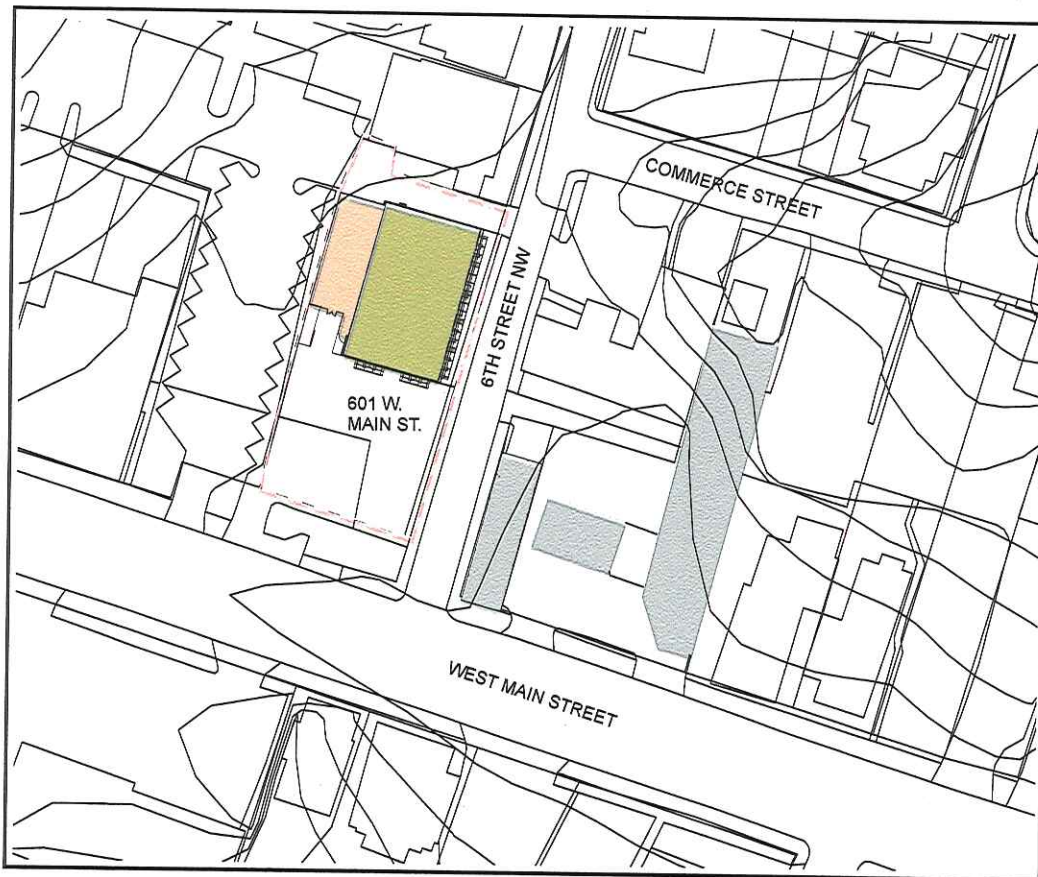 COMMERCE STREET
6TH STREET NW
601 W.
MAIN ST.
WEST MAIN STREET